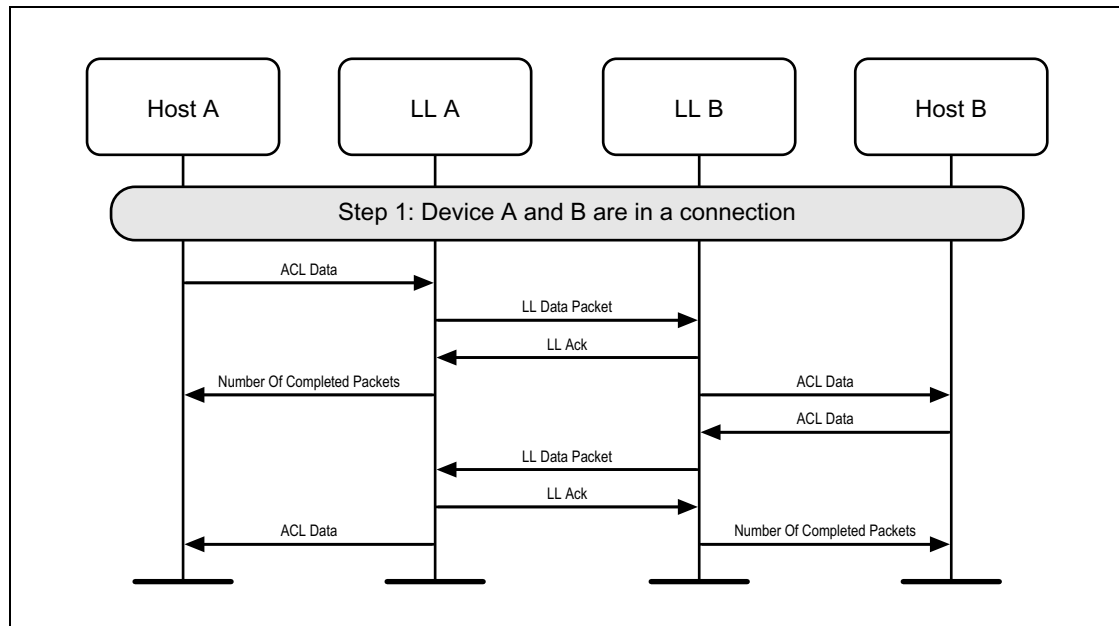 Host A
LL A
LL B
Host B
Step 1: Device A and B are in a connection
ACL Data
LL Data Packet
LL Ack
Number Of Completed Packets
ACL Data
ACL Data
LL Data Packet
LL Ack
ACL Data
Number Of Completed Packets